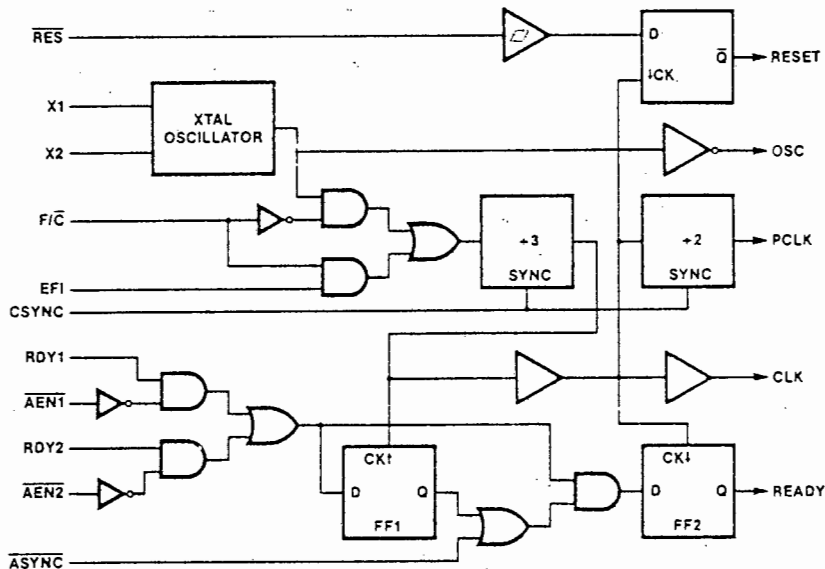 RES
D
Q
RESET
↓CK
X1
XTAL
OSCILLATOR
X2
OSC
F/C
÷3
÷2
PCLK
SYNC
SYNC
EFI
CSYNC
RDY1
CLK
AEN1
RDY2
CK↑
CK↓
D
Q
D
Q
READY
AEN2
FF1
FF2
ASYNC